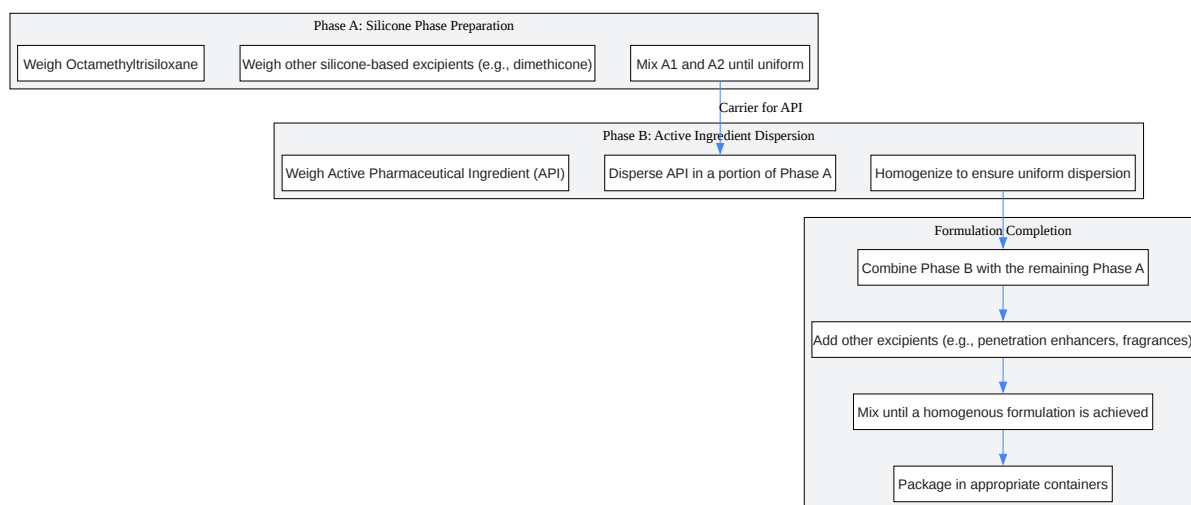 Phase A: Silicone Phase Preparation
Weigh Octamethyltrisiloxane
Weigh other silicone-based excipients (e.g., dimethicone)
Mix A1 and A2 until uniform
Carrier for API
Phase B: Active Ingredient Dispersion
Weigh Active Pharmaceutical Ingredient (API)
Disperse API in a portion of Phase A
Homogenize to ensure uniform dispersion
Formulation Completion
Combine Phase B with the remaining Phase A
Add other excipients (e.g., penetration enhancers, fragrances)
Mix until a homogenous formulation is achieved
Package in appropriate containers